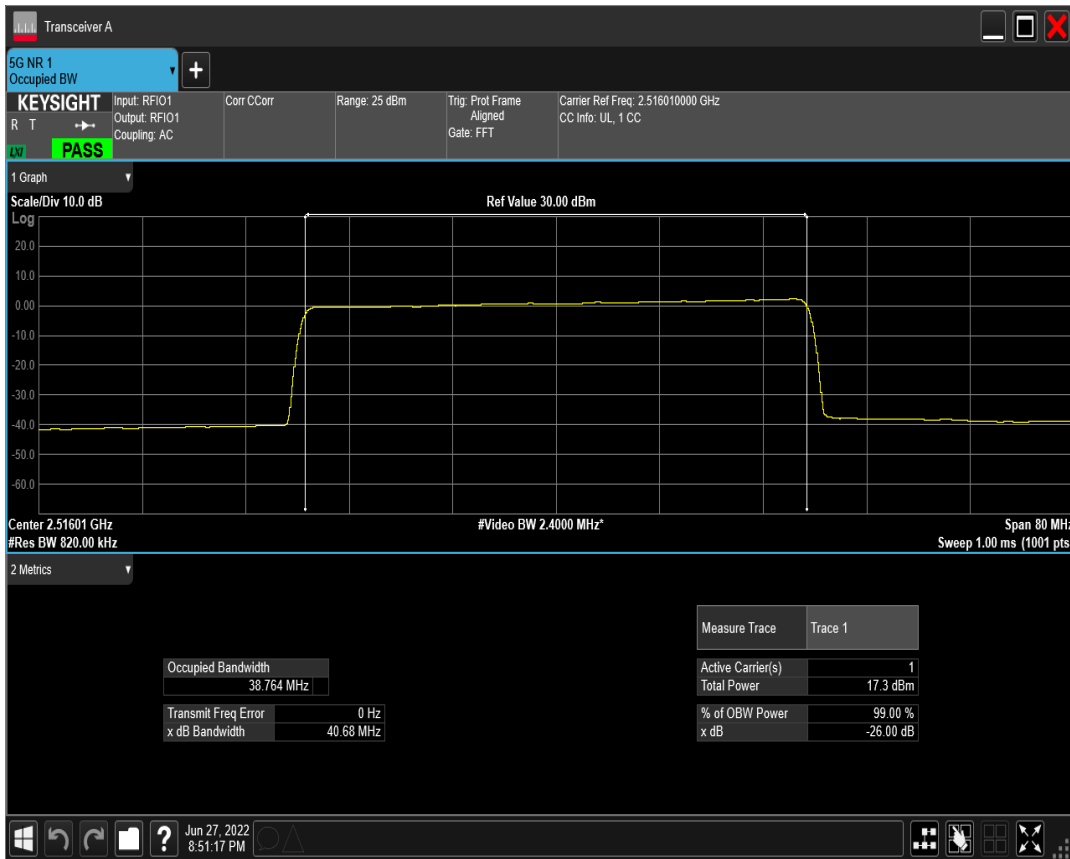 Transceiver A
5G NR 1
Occupied BW
KEYSIGHT
R T
LXI
PASS
Input: RFIO1
Output: RFIO1
Coupling: AC
Corr CCorr
Range: 25 dBm
Trig: Prot Frame
Aligned
Gate: FFT
Carrier Ref Freq: 2.516010000 GHz
CC Info: UL, 1 CC
1 Graph
Scale/Div 10.0 dB
Ref Value 30.00 dBm
Log
20.0
10.0
0.00
-10.0
-20.0
-30.0
-40.0
-50.0
-60.0
Center 2.51601 GHz
#Video BW 2.4000 MHz*
Span 80 MHz
#Res BW 820.00 kHz
Sweep 1.00 ms (1001 pts
2 Metrics
Measure Trace Trace 1
Occupied Bandwidth
38.764 MHz
Active Carrier(s) 1
Total Power 17.3 dBm
Transmit Freq Error 0 Hz
x dB Bandwidth 40.68 MHz
% of OBW Power 99.00 %
x dB -26.00 dB
?
Jun 27, 2022
8:51:17 PM